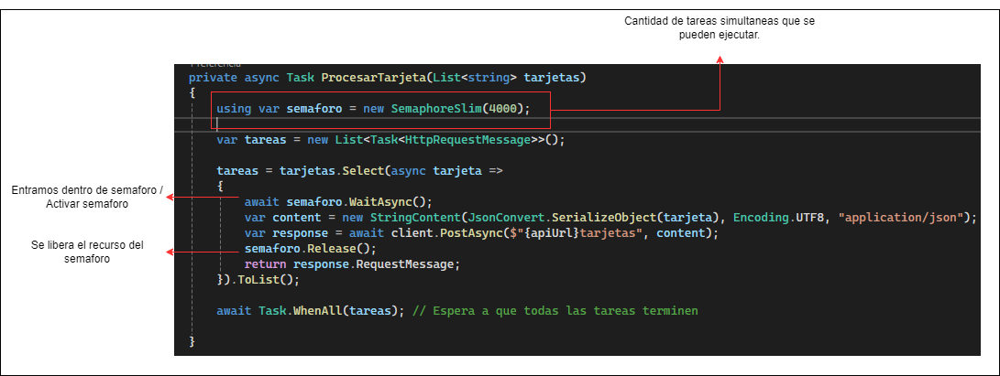 Cantidad de tareas simultaneas que se
pueden ejecutar.
Preferencia
private async Task ProcesarTarjeta(List<string> tarjetas)
{
using var semaforo = new SemaphoreSlim(4000);
var tareas = new List<Task<HttpRequestMessage>>();
tareas = tarjetas.Select(async tarjeta =>
{
Entramos dentro de semaforo /
Activar semaforo
await semaforo.WaitAsync();
var content = new StringContent(JsonConvert.SerializeObject(tarjeta), Encoding.UTF8, "application/json");
var response = await client.PostAsync($"{apiUrl}tarjetas", content);
Se libera el recurso del
semaforo
semaforo.Release();
return response.RequestMessage;
}).ToList();
await Task.WhenAll(tareas); // Espera a que todas las tareas terminen
}